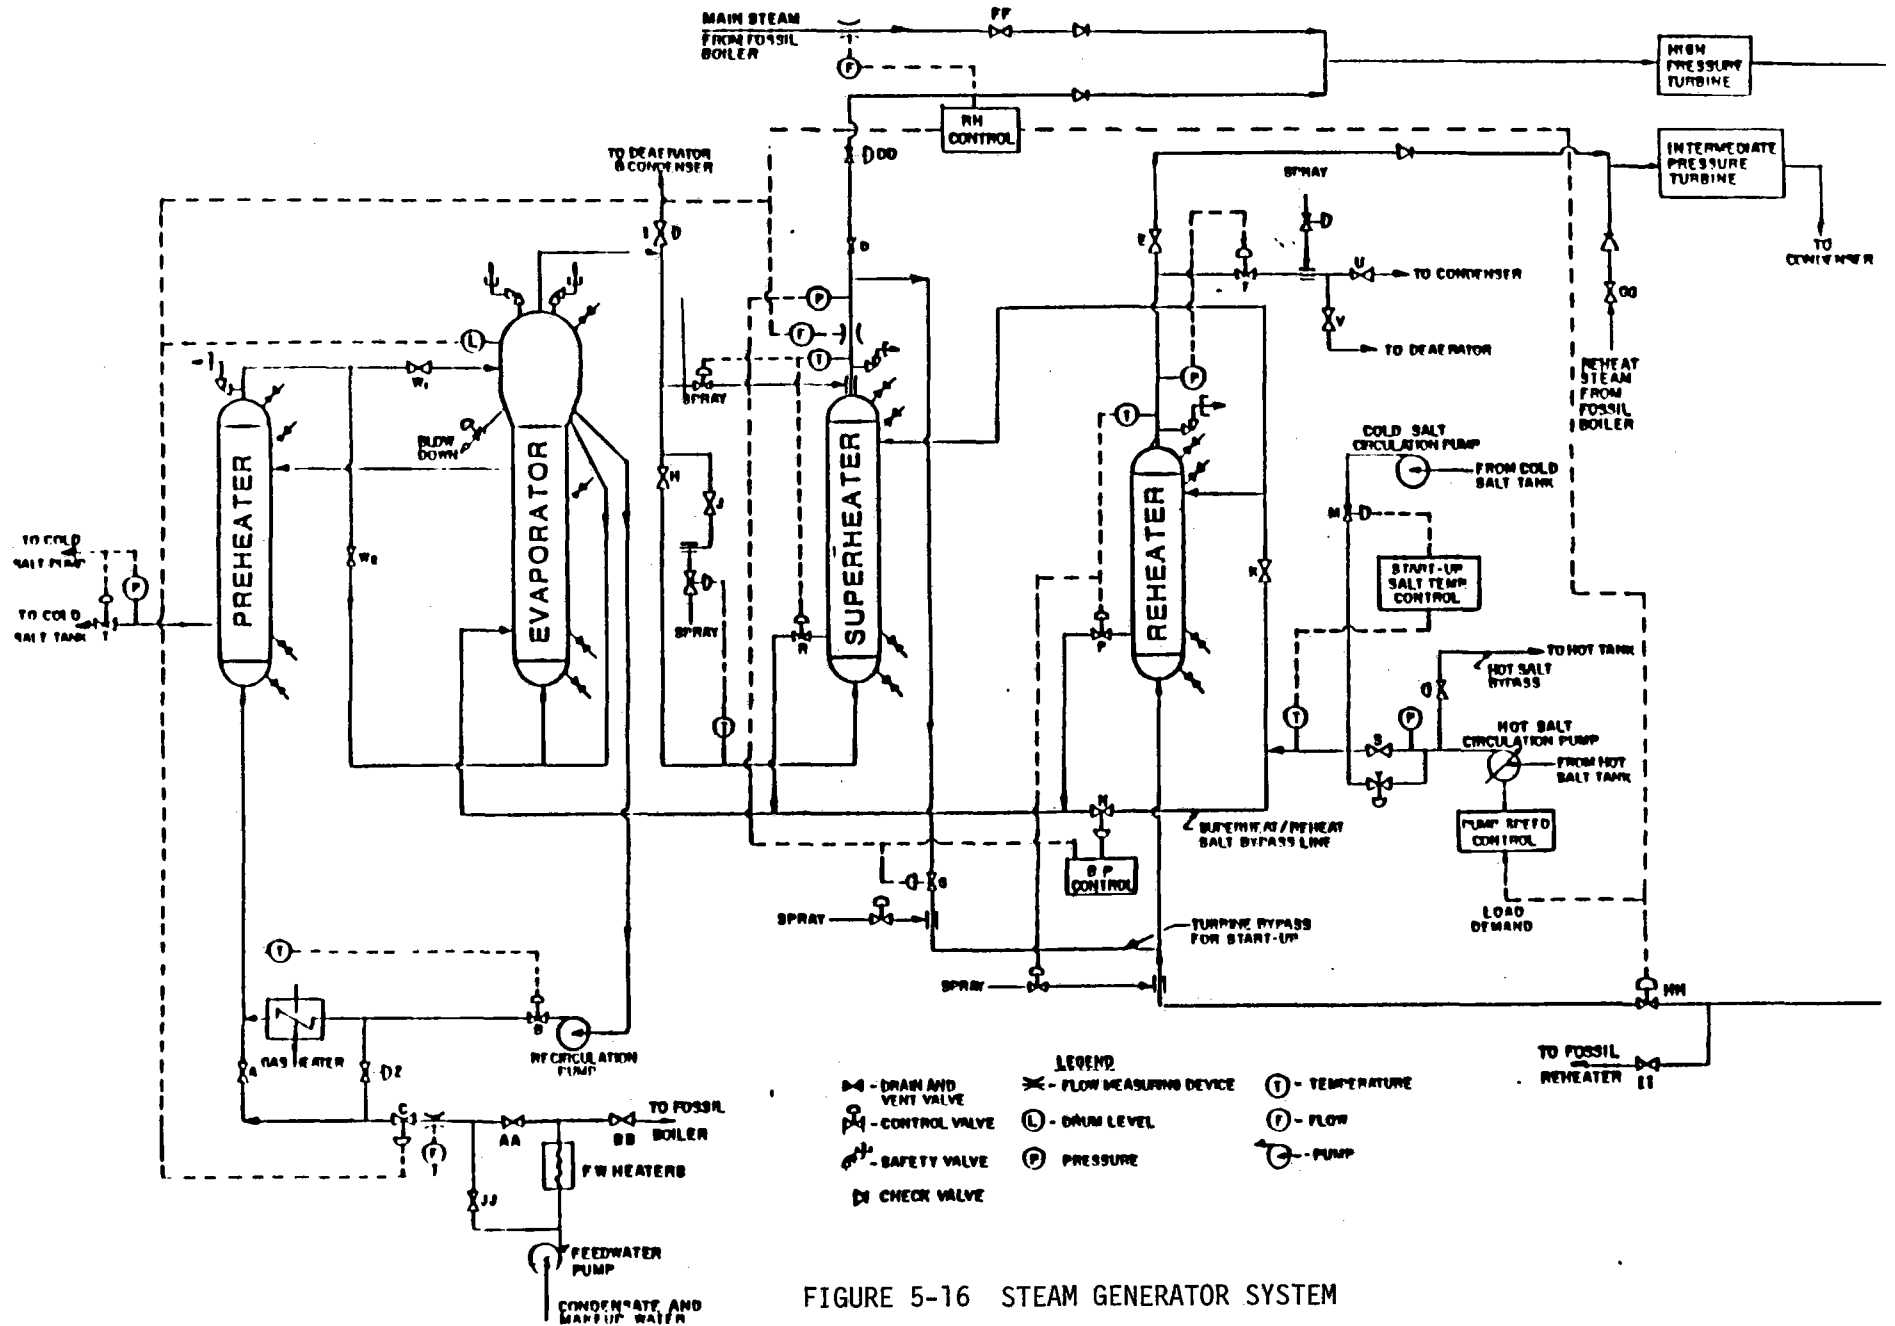 MAIN STEAM
FROM FOSSIL
BOILER
FF
F
HIGH
PRESSURE
TURBINE
RH
CONTROL
TO DEAERATOR
& CONDENSER
DD
INTERMEDIATE
PRESSURE
TURBINE
SPRAY
TO
CONDENSER
I
D
E
U
TO CONDENSER
T
GG
P
F
T
L
V
TO DEAERATOR
REHEAT
STEAM
FROM
FOSSIL
BOILER
W1
SPRAY
P
T
BLOW
DOWN
COLD SALT
CIRCULATION PUMP
FROM COLD
SALT TANK
PREHEATER
EVAPORATOR
SUPERHEATER
REHEATER
H
J
M
TO COLD
SALT PUMP
W2
K
START-UP
SALT TEMP
CONTROL
P
TO COLD
SALT TANK
SPRAY
R
P
TO HOT TANK
HOT SALT
BYPASS
T
T
P
S
HOT SALT
CIRCULATION PUMP
FROM HOT
SALT TANK
N
SUPERHEAT/REHEAT
SALT BYPASS LINE
PUMP SPEED
CONTROL
B P
CONTROL
G
SPRAY
TURBINE BYPASS
FOR START-UP
LOAD
DEMAND
T
SPRAY
HH
B
GAS HEATER
RECIRCULATION
PUMP
A
Z
TO FOSSIL
REHEATER
II
C
AA
BB
TO FOSSIL
BOILER
F
FW HEATERS
JJ
FEEDWATER
PUMP
CONDENSATE AND
MAKEUP WATER
LEGEND
- DRAIN AND
VENT VALVE
- FLOW MEASURING DEVICE
T - TEMPERATURE
- CONTROL VALVE
L - DRUM LEVEL
F - FLOW
- SAFETY VALVE
P PRESSURE
- PUMP
CHECK VALVE
FIGURE 5-16 STEAM GENERATOR SYSTEM